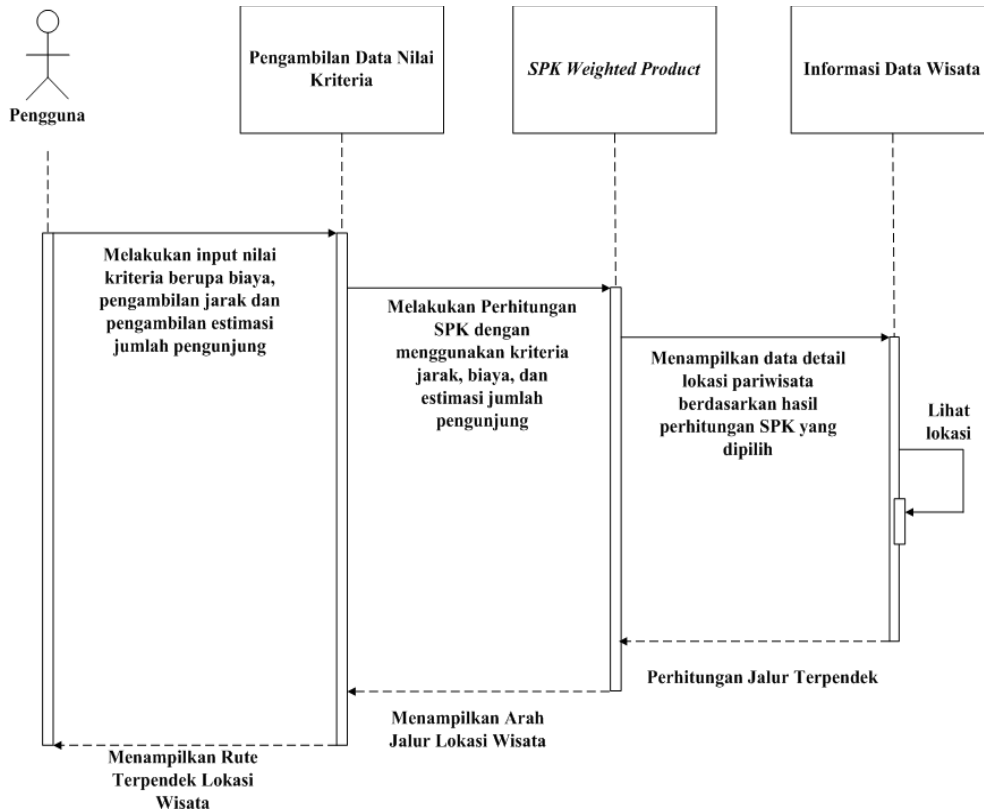 Pengguna
Pengambilan Data Nilai
Kriteria
SPK Weighted Product
Informasi Data Wisata
Melakukan input nilai
kriteria berupa biaya,
pengambilan jarak dan
pengambilan estimasi
jumlah pengunjung
Melakukan Perhitungan
SPK dengan
menggunakan kriteria
jarak, biaya, dan
estimasi jumlah
pengunjung
Menampilkan data detail
lokasi pariwisata
berdasarkan hasil
perhitungan SPK yang
dipilih
Lihat
lokasi
Perhitungan Jalur Terpendek
Menampilkan Arah
Jalur Lokasi Wisata
Menampilkan Rute
Terpendek Lokasi
Wisata